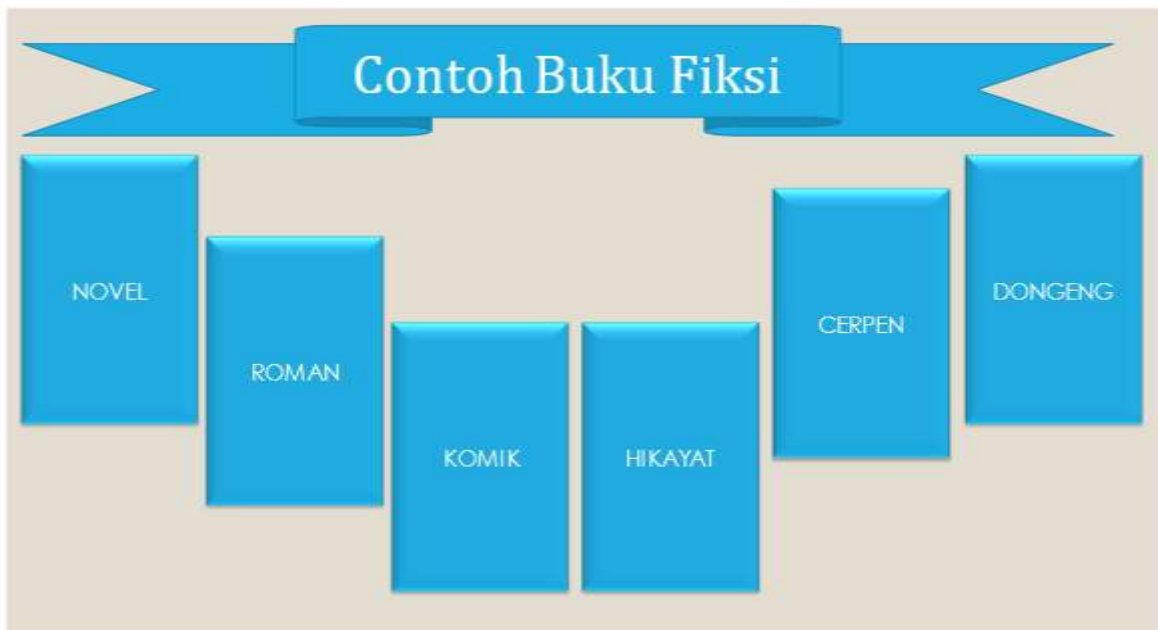 Contoh Buku Fiksi
NOVEL
ROMAN
KOMIK
HIKAYAT
CERPEN
DONGENG